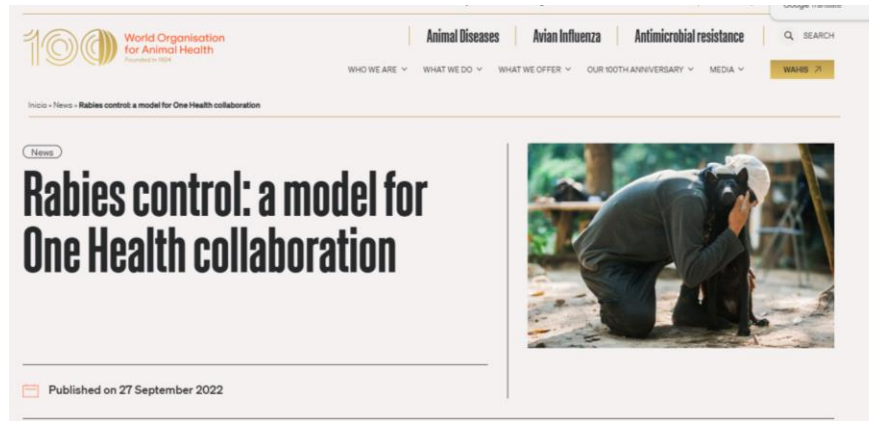 Google Translate
100
World Organisation
for Animal Health
Founded in 1924
Animal Diseases
Avian Influenza
Antimicrobial resistance
SEARCH
WHO WE ARE
WHAT WE DO
WHAT WE OFFER
OUR 100TH ANNIVERSARY
MEDIA
WAHIS
Inicio » News » Rabies control: a model for One Health collaboration
News
Rabies control: a model for
One Health collaboration
Published on 27 September 2022